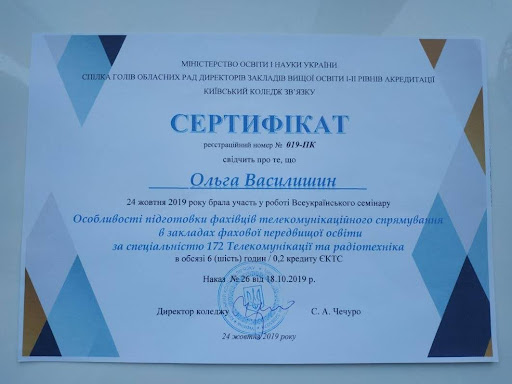 МІНІСТЕРСТВО ОСВІТИ І НАУКИ УКРАЇНИ
СПІЛКА ГОЛІВ ОБЛАСНИХ РАД ДИРЕКТОРІВ ЗАКЛАДІВ ВИЩОЇ ОСВІТИ І-ІІ РІВНІВ АКРЕДИТАЦІЇ
КИЇВСЬКИЙ КОЛЕДЖ ЗВ'ЯЗКУ
СЕРТИФІКАТ
реєстраційний номер № 019-ПК
свідчить про те, що
Ольга Василишин
24 жовтня 2019 року брала участь у роботі Всеукраїнського семінару
Особливості підготовки фахівців телекомунікаційного спрямування
в закладах фахової передвищої освіти
за спеціальністю 172 Телекомунікації та радіотехніка
в обсязі 6 (шість) годин / 0,2 кредиту ЄКТС
Наказ № 26 від 18.10.2019 р.
Директор коледжу С. А. Чечуро
24 жовтня 2019 року